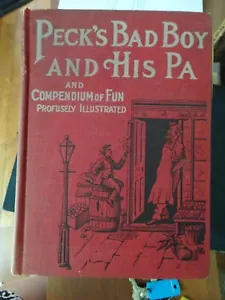 PECK'S BAD BOY
AND HIS PA
AND
COMPENDIUM OF FUN
PROFUSELY ILLUSTRATED